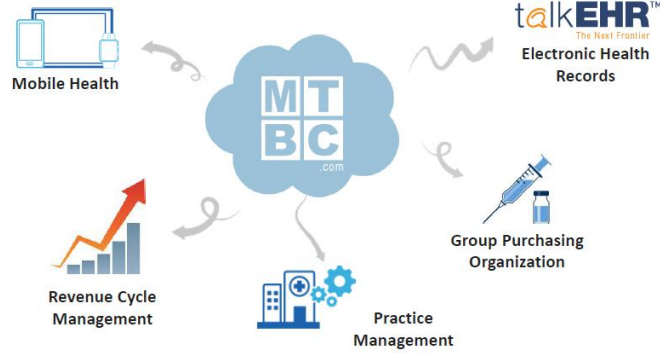 talkEHR™
The Next Frontier
Electronic Health
Records
Mobile Health
MT
BC
.com
Group Purchasing
Organization
Revenue Cycle
Management
Practice
Management